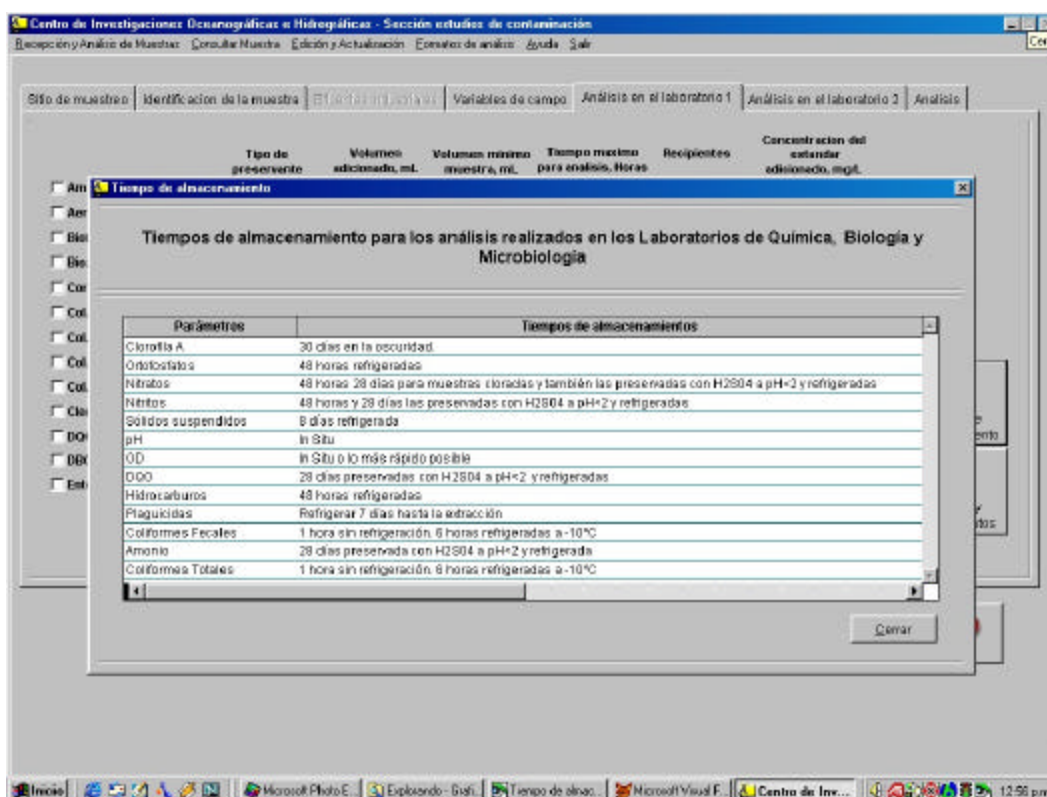 Centro de Investigaciones Oceanográficas e Hidrográficas - Sección estudios de contaminación
Recepción y Análisis de Muestras Consultar Muestra Edición y Actualización Formatos de análisis Ayuda Salir
Sitio de muestreo Identificacion de la muestra Variables de campo Análisis en el laboratorio 1 Análisis en el laboratorio 2 Analisis
Tipo de preservante Volumen adicionado, mL Volumen minimo muestra, mL Tiempo maximo para analisis, Horas Recipientes Concentracion del estandar adicionado, mg/L
Tiempo de almacenamiento
Tiempos de almacenamiento para los análisis realizados en los Laboratorios de Química, Biología y
Microbiología
Parámetros Tiempos de almacenamientos
Clorofila A 30 días en la oscuridad.
Ortofosfatos 48 horas refrigeradas
Nitratos 48 horas 28 días para muestras cloradas y también las preservadas con H2SO4 a pH<2 y refrigeradas
Nitritos 48 horas y 28 días las preservadas con H2SO4 a pH<2 y refrigeradas
Sólidos suspendidos 8 días refrigerada
pH In Situ
OD In Situ o lo más rápido posible
DQO 28 días preservadas con H2SO4 a pH<2 y refrigeradas
Hidrocarburos 48 horas refrigeradas
Plaguicidas Refrigerar 7 días hasta la extracción
Coliformes Fecales 1 hora sin refrigeración. 6 horas refrigeradas a -10°C
Amonio 28 días preservada con H2SO4 a pH<2 y refrigerada
Coliformes Totales 1 hora sin refrigeración. 6 horas refrigeradas a -10°C
Cerrar
Inicio Microsoft Photo E... Explorando - Grafi... Tiempo de almac... Microsoft Visual F... Centro de Inv... 12:56 pm